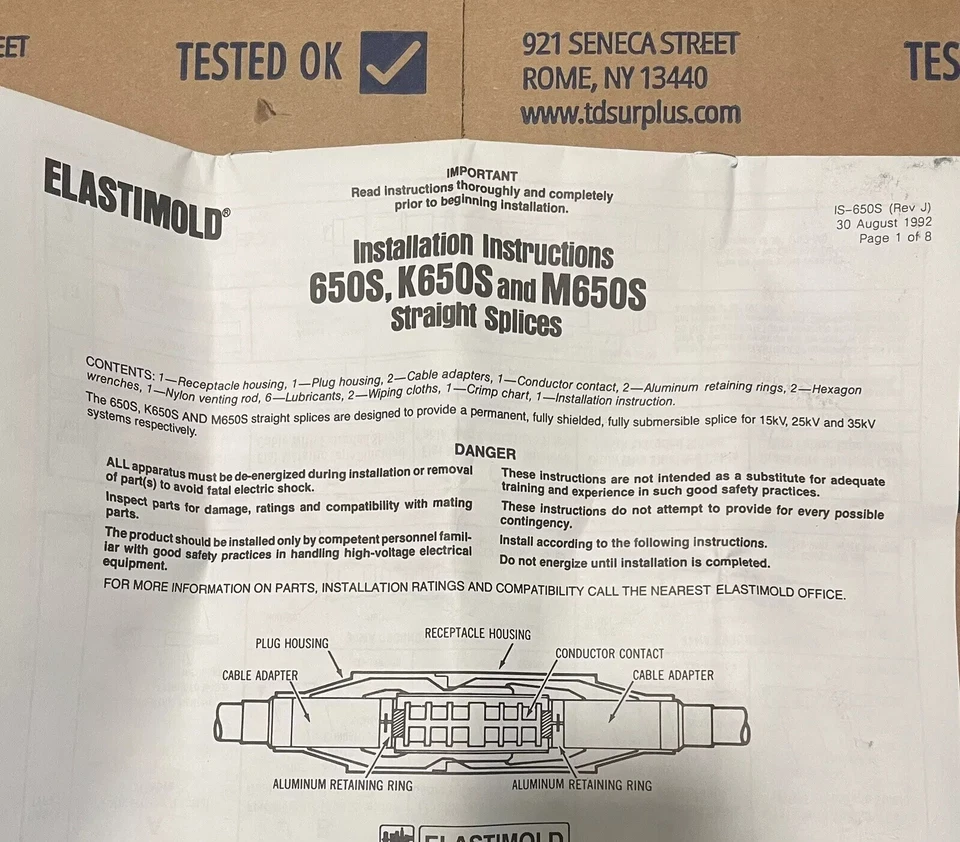 EET
TESTED OK
921 SENECA STREET
ROME, NY 13440
www.tdsurplus.com
TES
ELASTIMOLD®
IMPORTANT
Read instructions thoroughly and completely
prior to beginning installation.
IS-650S (Rev J)
30 August 1992
Page 1 of 8
Installation Instructions
650S, K650S and M650S
Straight Splices
CONTENTS: 1—Receptacle housing, 1—Plug housing, 2—Cable adapters, 1—Conductor contact, 2—Aluminum retaining rings, 2—Hexagon
wrenches, 1—Nylon venting rod, 6—Lubricants, 2—Wiping cloths, 1—Crimp chart, 1—Installation instruction.
The 650S, K650S AND M650S straight splices are designed to provide a permanent, fully shielded, fully submersible splice for 15kV, 25kV and 35kV
systems respectively.
DANGER
ALL apparatus must be de-energized during installation or removal
of part(s) to avoid fatal electric shock.
Inspect parts for damage, ratings and compatibility with mating
parts.
The product should be installed only by competent personnel famil-
iar with good safety practices in handling high-voltage electrical
equipment.
These instructions are not intended as a substitute for adequate
training and experience in such good safety practices.
These instructions do not attempt to provide for every possible
contingency.
Install according to the following instructions.
Do not energize until installation is completed.
FOR MORE INFORMATION ON PARTS, INSTALLATION RATINGS AND COMPATIBILITY CALL THE NEAREST ELASTIMOLD OFFICE.
RECEPTACLE HOUSING
PLUG HOUSING
CONDUCTOR CONTACT
CABLE ADAPTER
CABLE ADAPTER
ALUMINUM RETAINING RING
ALUMINUM RETAINING RING
ELASTIMOLD